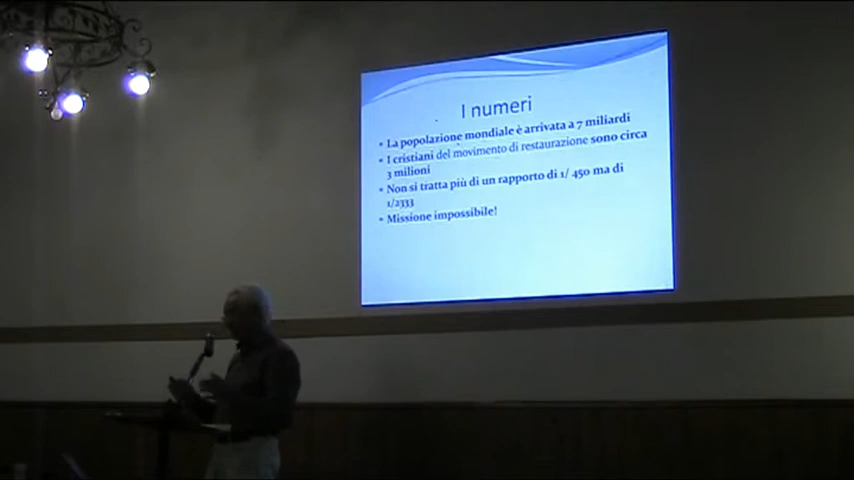 I numeri
• La popolazione mondiale è arrivata a 7 miliardi
• I cristiani del movimento di restaurazione sono circa
3 milioni
• Non si tratta più di un rapporto di 1/ 450 ma di
1/2333
• Missione impossibile!